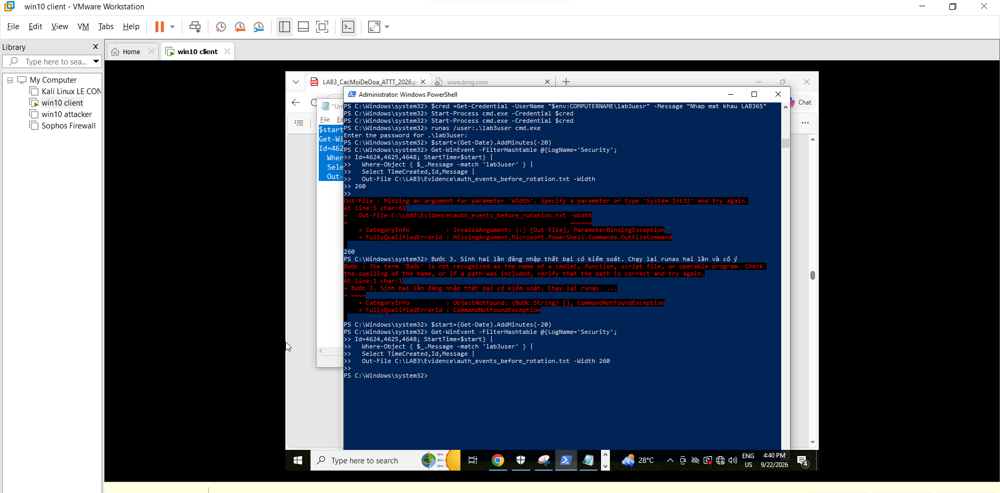 win10 client - VMware Workstation
File Edit View VM Tabs Help
Library
Home
win10 client
Type here to sea...
My Computer
Kali Linux LE CON
win10 client
win10 attacker
Sophos Firewall
LAB3_CacMoiDeDoa_ATTT_2026.p
www.bing.com
Chat
*Un
File Ed
$start
Get-Wi
Id=462
Wher
Sele
Out-
Administrator: Windows PowerShell
PS C:\Windows\system32> $cred =Get-Credential -UserName "$env:COMPUTERNAME\lab3uesr" -Message "Nhap mat khau LAB365"
PS C:\Windows\system32> Start-Process cmd.exe -Credential $cred
PS C:\Windows\system32> Start-Process cmd.exe -Credential $cred
PS C:\Windows\system32> runas /user:.\lab3user cmd.exe
Enter the password for .\lab3user:
PS C:\Windows\system32> $start=(Get-Date).AddMinutes(-20)
PS C:\Windows\system32> Get-WinEvent -FilterHashtable @{LogName='Security';
>> Id=4624,4625,4648; StartTime=$start} |
>>   Where-Object { $_.Message -match 'lab3user' } |
>>   Select TimeCreated,Id,Message |
>>   Out-File C:\LAB3\Evidence\auth_events_before_rotation.txt -Width
>> 260
>>
Out-File : Missing an argument for parameter 'Width'. Specify a parameter of type 'System.Int32' and try again.
At line:5 char:61
+   Out-File C:\LAB3\Evidence\auth_events_before_rotation.txt -Width
+                                                             ~~~~~~
    + CategoryInfo          : InvalidArgument: (:) [Out-File], ParameterBindingException
    + FullyQualifiedErrorId : MissingArgument,Microsoft.PowerShell.Commands.OutFileCommand
260
PS C:\Windows\system32> Bước 3. Sinh hai lần đăng nhập thất bại có kiểm soát. Chạy lại runas hai lần và cố ý
Bước : The term 'Bước' is not recognized as the name of a cmdlet, function, script file, or operable program. Check
the spelling of the name, or if a path was included, verify that the path is correct and try again.
At line:1 char:1
+ Bước 3. Sinh hai lần đăng nhập thất bại có kiểm soát. Chạy lại runas  ...
+ ~~~~
    + CategoryInfo          : ObjectNotFound: (Bước:String) [], CommandNotFoundException
    + FullyQualifiedErrorId : CommandNotFoundException
PS C:\Windows\system32> $start=(Get-Date).AddMinutes(-20)
PS C:\Windows\system32> Get-WinEvent -FilterHashtable @{LogName='Security';
>> Id=4624,4625,4648; StartTime=$start} |
>>   Where-Object { $_.Message -match 'lab3user' } |
>>   Select TimeCreated,Id,Message |
>>   Out-File C:\LAB3\Evidence\auth_events_before_rotation.txt -Width 260
>>
PS C:\Windows\system32>
Type here to search
28°C
ENG
US
4:40 PM
9/22/2026
4